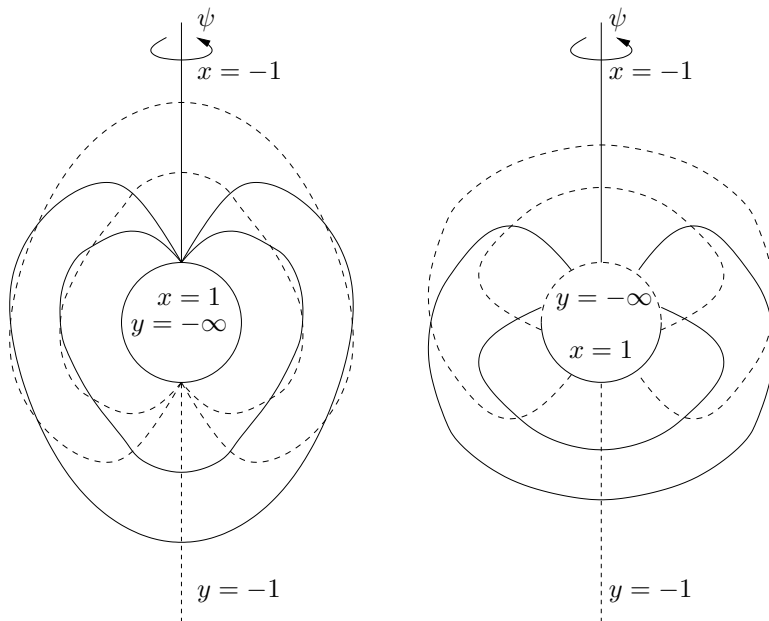 ψ
x = −1
x = 1
y = −∞
y = −1
ψ
x = −1
y = −∞
x = 1
y = −1